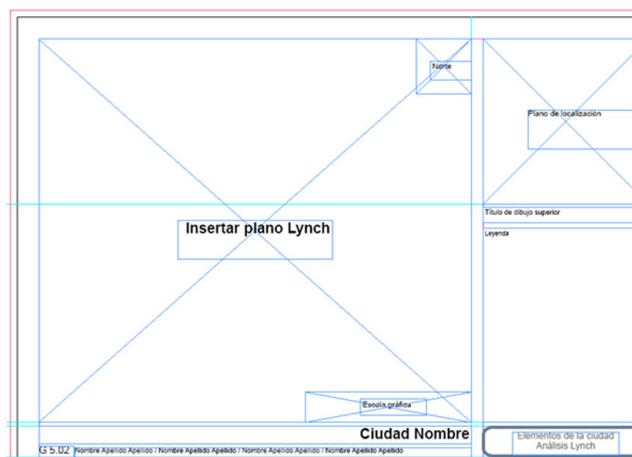 Norte
Plano de localización
Insertar plano Lynch
Título de dibujo superior
Leyenda
Escala gráfica
Ciudad Nombre
Elementos de la ciudad
Análisis Lynch
G 5.02 Nombre Apellido Apellido / Nombre Apellido Apellido / Nombre Apellido Apellido / Nombre Apellido Apellido